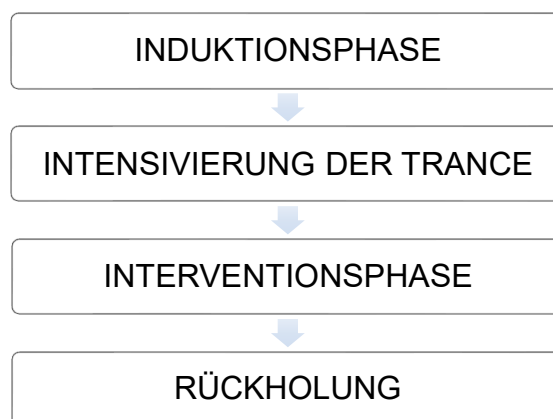 INDUKTIONSPHASE
INTENSIVIERUNG DER TRANCE
INTERVENTIONSPHASE
RÜCKHOLUNG